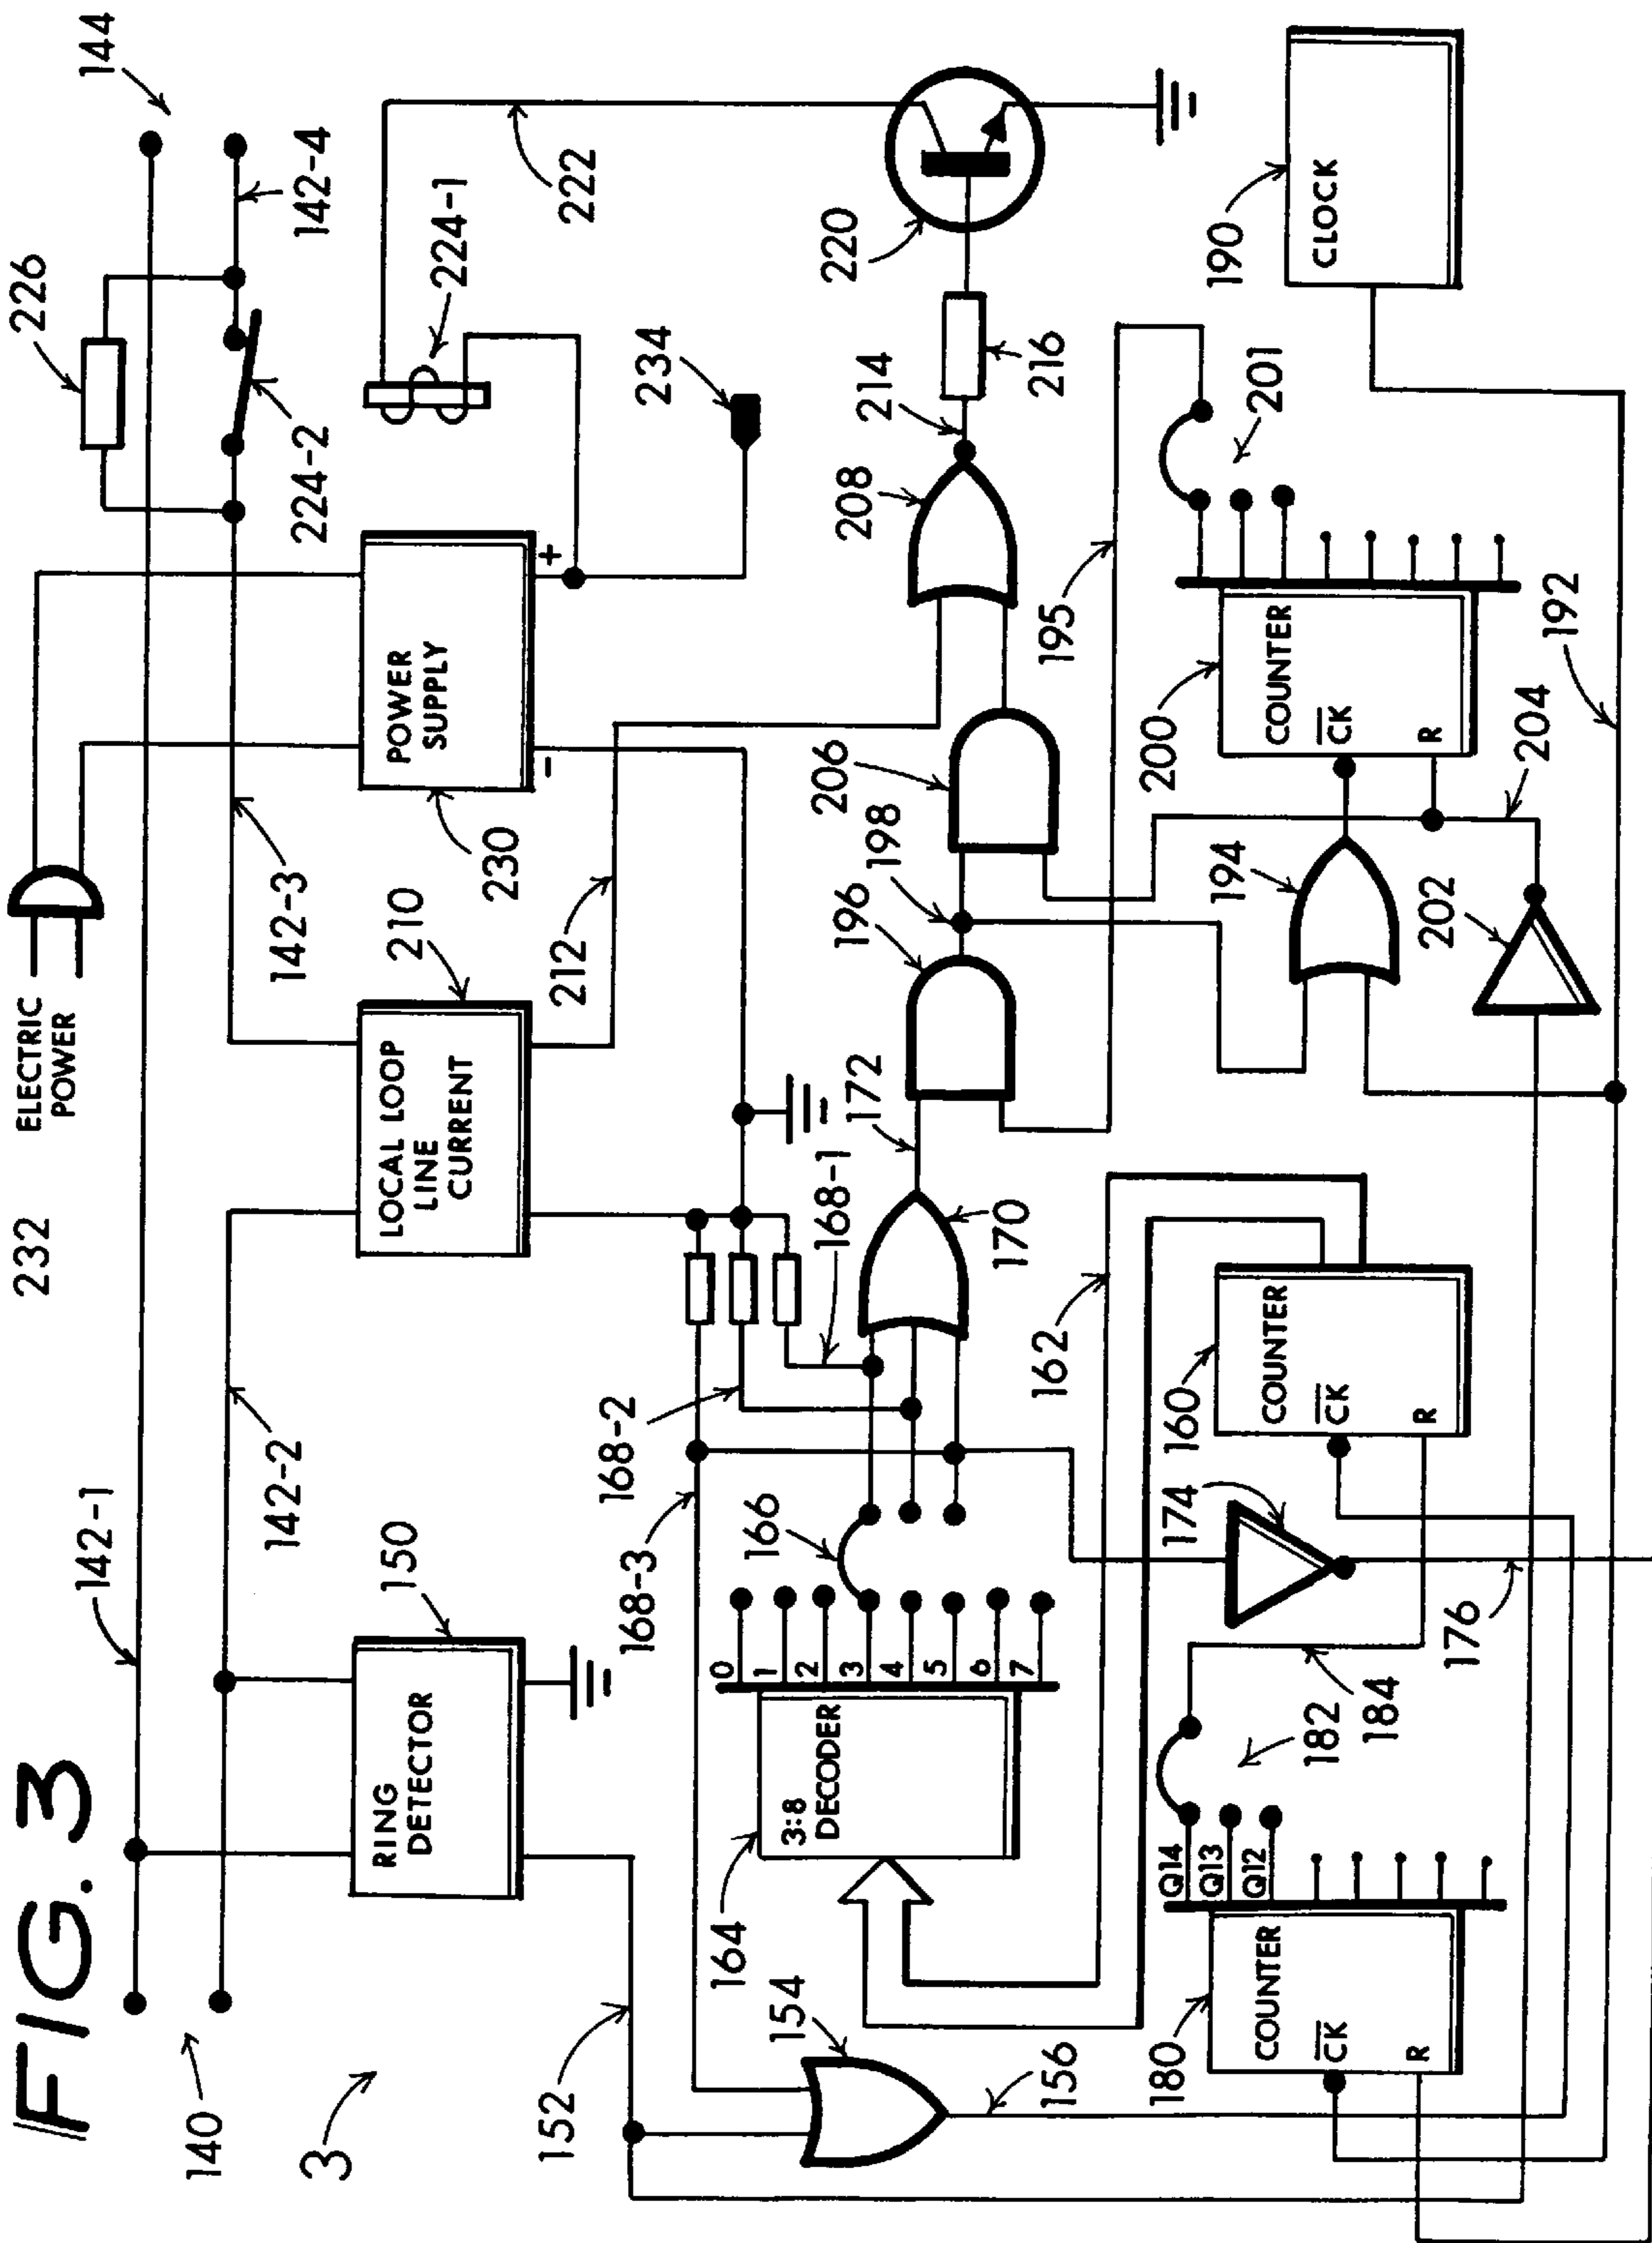 FIG. 3
3
140
142-1
142-2
142-3
142-4
144
232
ELECTRIC
POWER
226
224-2
224-1
222
RING
DETECTOR
150
LOCAL LOOP
LINE
CURRENT
210
POWER
SUPPLY
- +
230
234
152
154
156
168-3
168-2
168-1
212
164
3:8
DECODER
0
1
2
3
4
5
6
7
166
170
172
196
198
206
208
214
216
220
162
195
180
COUNTER
CK
R
Q14
Q13
Q12
182
184
174
176
160
COUNTER
CK
R
194
202
204
200
COUNTER
CK
R
201
192
190
CLOCK